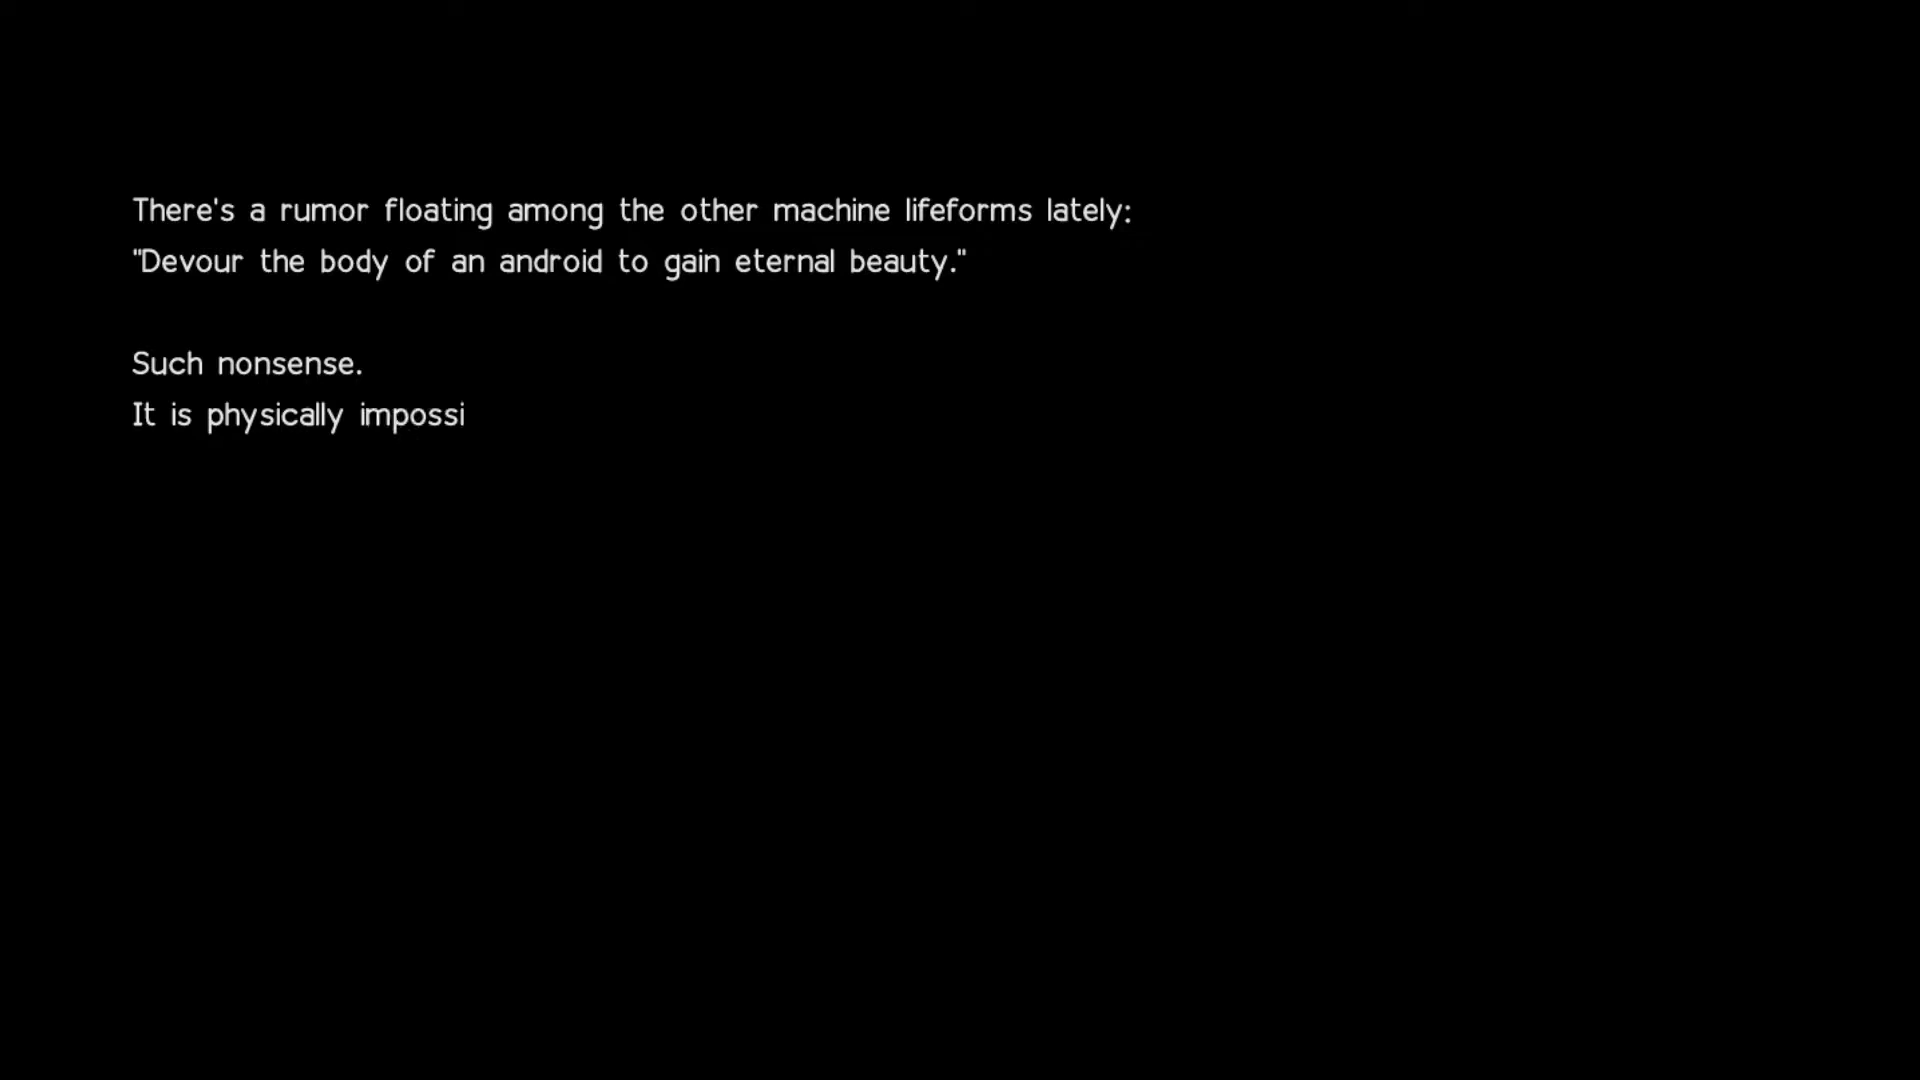 There's a rumor floating among the other machine lifeforms lately:
"Devour the body of an android to gain eternal beauty."
Such nonsense.
It is physically impossi